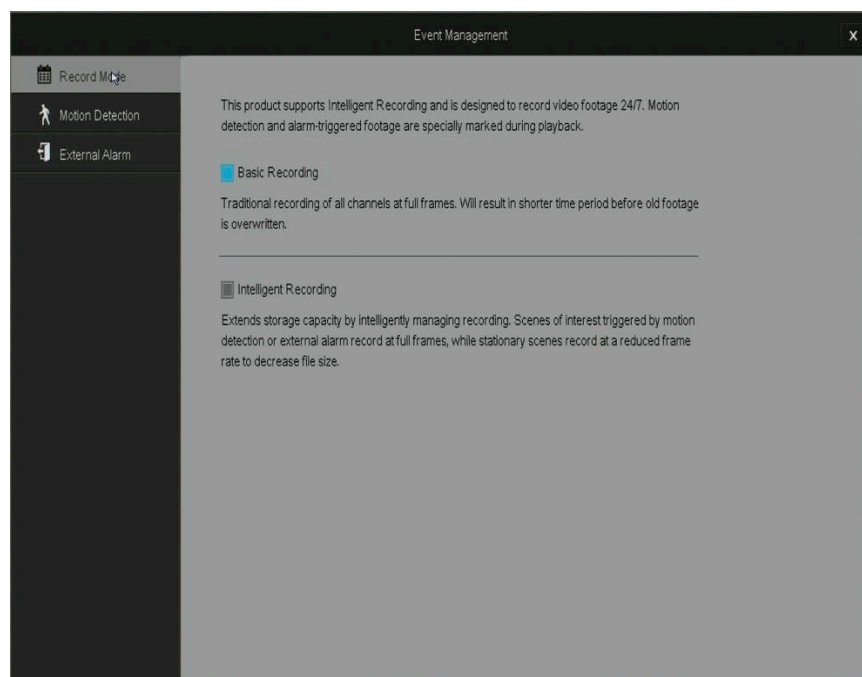 Event Management
X
Record Mode
Motion Detection
External Alarm
This product supports Intelligent Recording and is designed to record video footage 24/7. Motion
detection and alarm-triggered footage are specially marked during playback.
Basic Recording
Traditional recording of all channels at full frames. Will result in shorter time period before old footage
is overwritten.
Intelligent Recording
Extends storage capacity by intelligently managing recording. Scenes of interest triggered by motion
detection or external alarm record at full frames, while stationary scenes record at a reduced frame
rate to decrease file size.